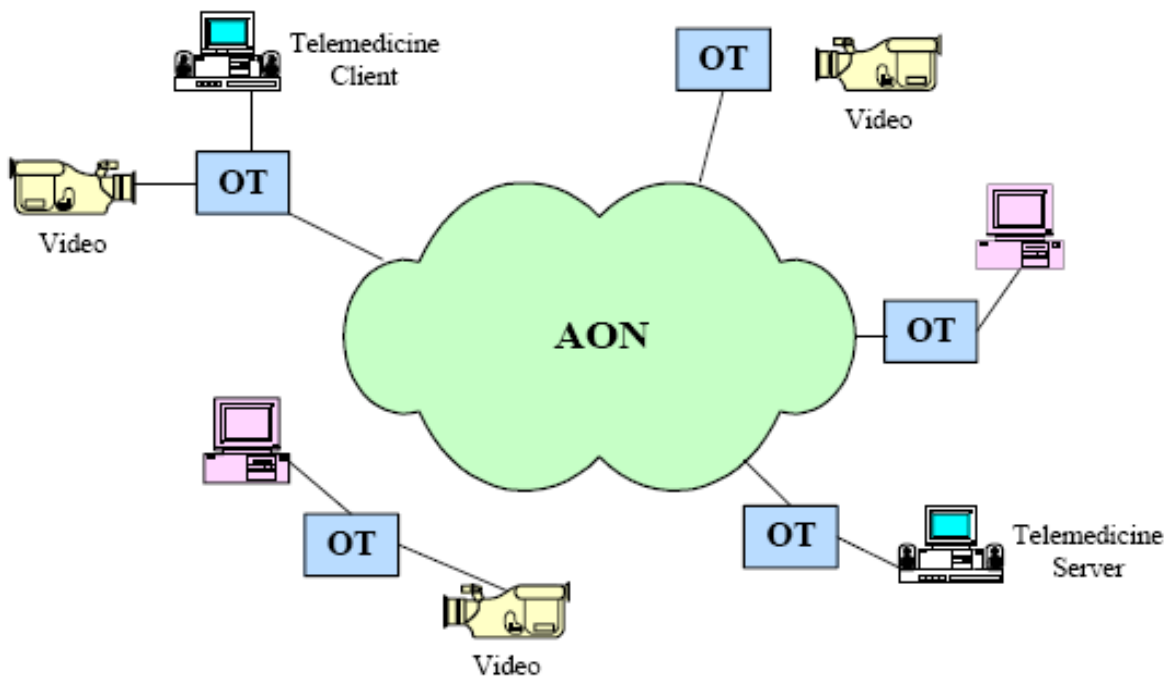 Telemedicine
Client
OT
Video
OT
Video
AON
OT
OT
Video
OT
Telemedicine
Server